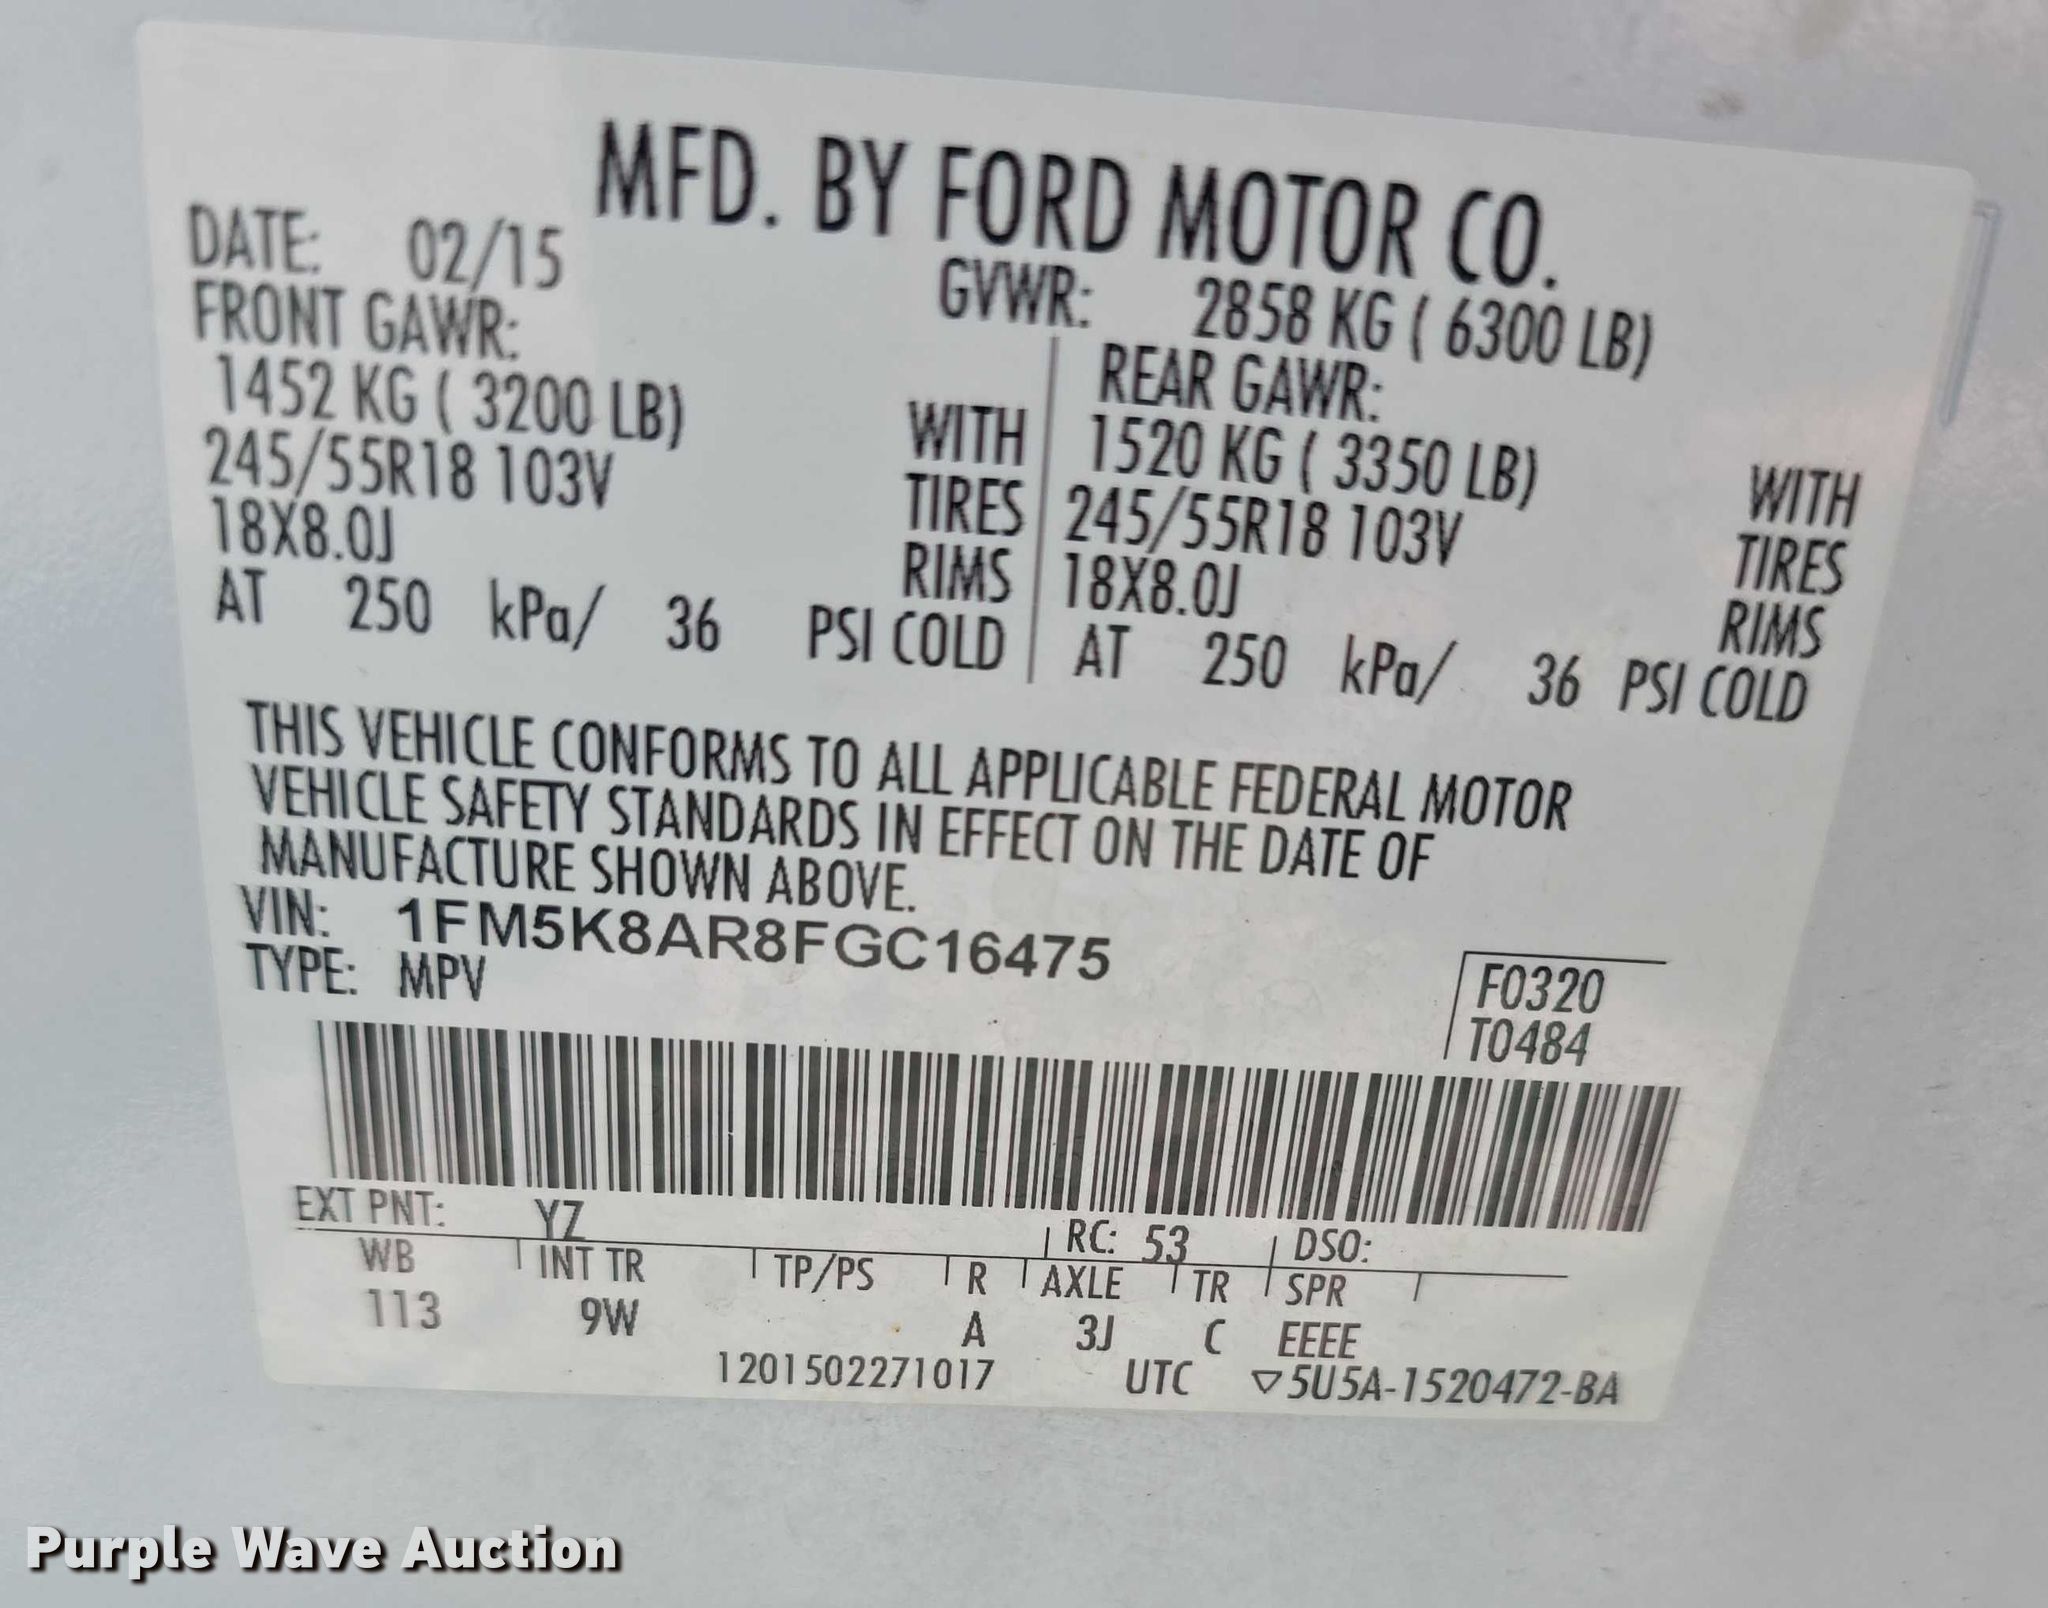 MFD. BY FORD MOTOR CO.
DATE: 02/15 GVWR: 2858 KG ( 6300 LB)
FRONT GAWR: REAR GAWR:
1452 KG ( 3200 LB) WITH 1520 KG ( 3350 LB) WITH
245/55R18 103V TIRES 245/55R18 103V TIRES
18X8.0J RIMS 18X8.0J RIMS
AT 250 kPa/ 36 PSI COLD AT 250 kPa/ 36 PSI COLD
THIS VEHICLE CONFORMS TO ALL APPLICABLE FEDERAL MOTOR
VEHICLE SAFETY STANDARDS IN EFFECT ON THE DATE OF
MANUFACTURE SHOWN ABOVE.
VIN: 1FM5K8AR8FGC16475
TYPE: MPV
F0320
T0484
EXT PNT: YZ RC: 53 DSO:
WB INT TR TP/PS R AXLE TR SPR
113 9W A 3J C EEEE
1201502271017 UTC ▽5U5A-1520472-BA
Purple Wave Auction